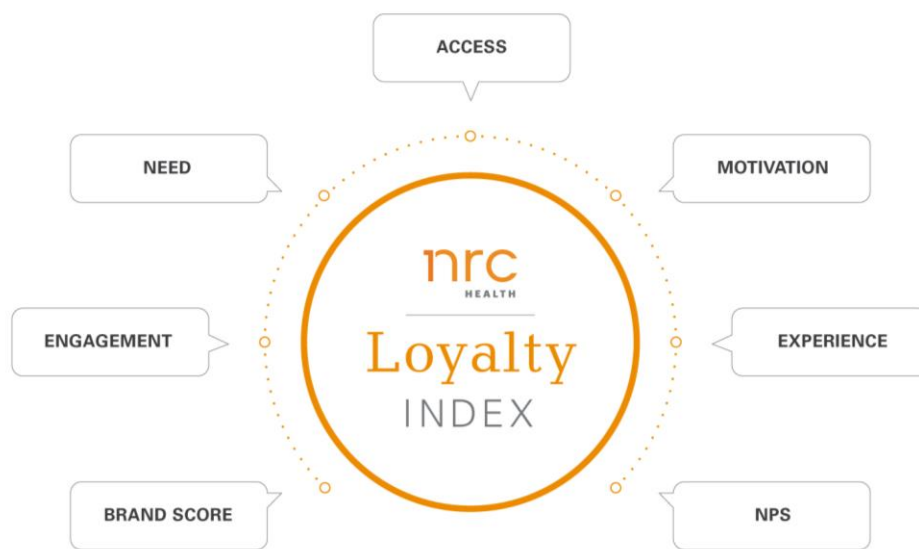 ACCESS
NEED
MOTIVATION
nrc
HEALTH
ENGAGEMENT
EXPERIENCE
Loyalty
INDEX
BRAND SCORE
NPS